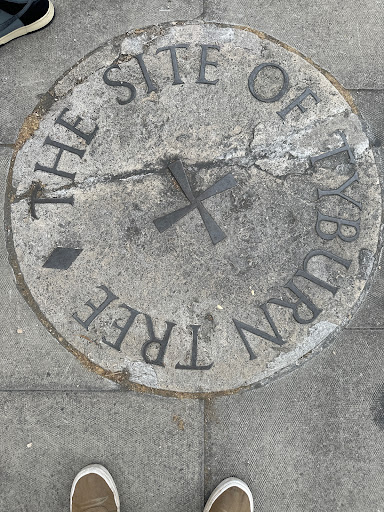 THE SITE OF TYBURN TREE